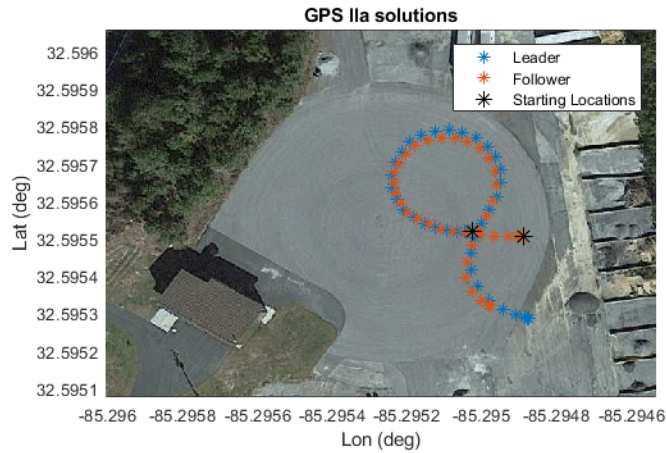 GPS lla solutions
Leader
Follower
Starting Locations
Lat (deg)
32.596
32.5959
32.5958
32.5957
32.5956
32.5955
32.5954
32.5953
32.5952
32.5951
-85.296 -85.2958 -85.2956 -85.2954 -85.2952 -85.295 -85.2948 -85.2946
Lon (deg)